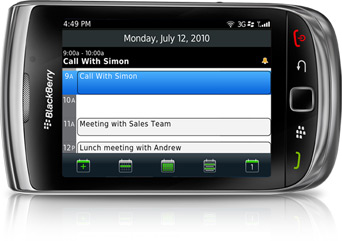 4:49 PM 3G
Monday, July 12, 2010
9:00a - 10:00a
Call With Simon
9A Call With Simon
10A
11A Meeting with Sales Team
12P Lunch meeting with Andrew
1
BlackBerry